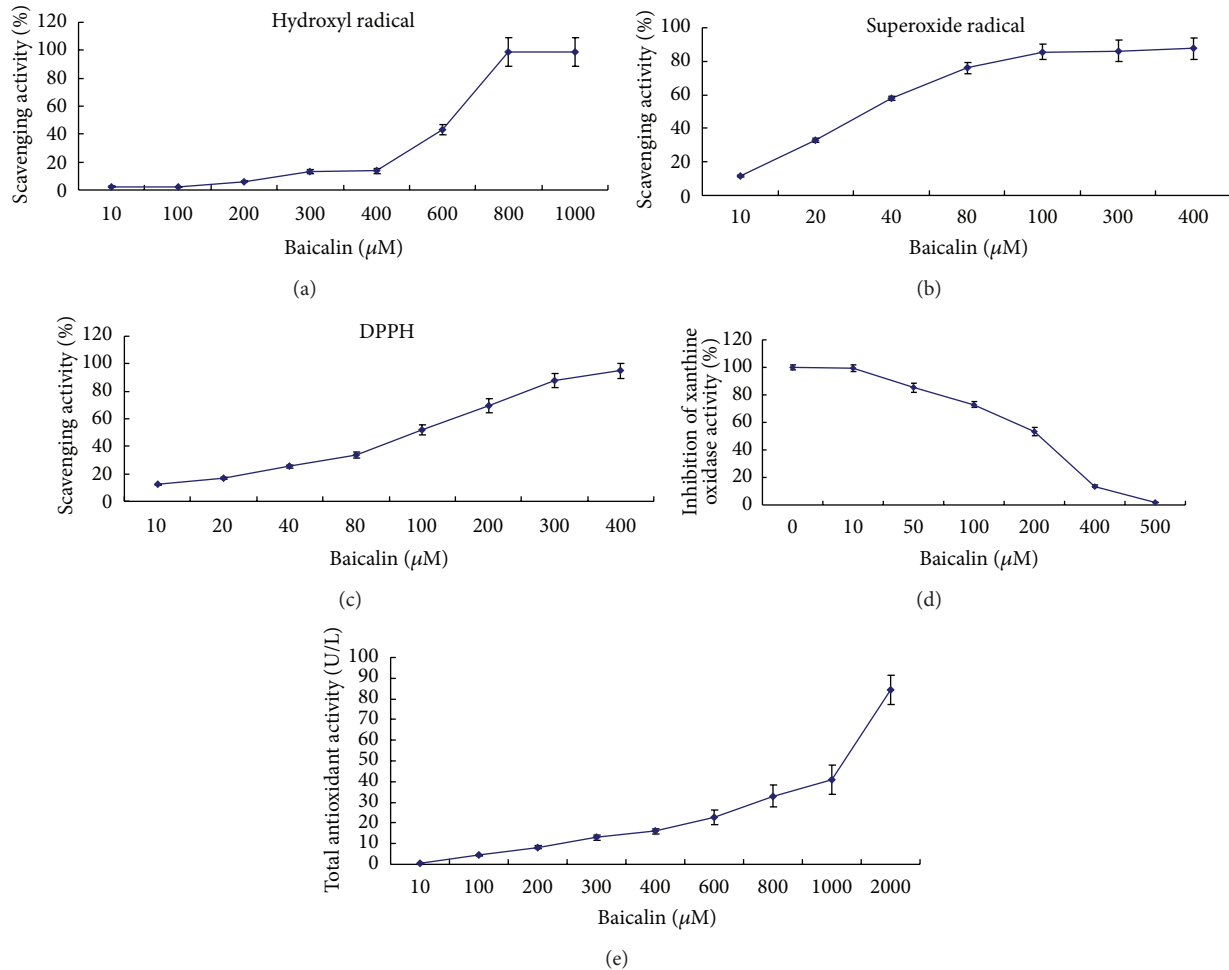 Hydroxyl radical
Scavenging activity (%)
120
100
80
60
40
20
0
10 100 200 300 400 600 800 1000
Baicalin (μM)
(a)
Superoxide radical
Scavenging activity (%)
100
80
60
40
20
0
10 20 40 80 100 300 400
Baicalin (μM)
(b)
DPPH
Scavenging activity (%)
120
100
80
60
40
20
0
10 20 40 80 100 200 300 400
Baicalin (μM)
(c)
Inhibition of xanthine
oxidase activity (%)
120
100
80
60
40
20
0
0 10 50 100 200 400 500
Baicalin (μM)
(d)
Total antioxidant activity (U/L)
100
90
80
70
60
50
40
30
20
10
0
10 100 200 300 400 600 800 1000 2000
Baicalin (μM)
(e)